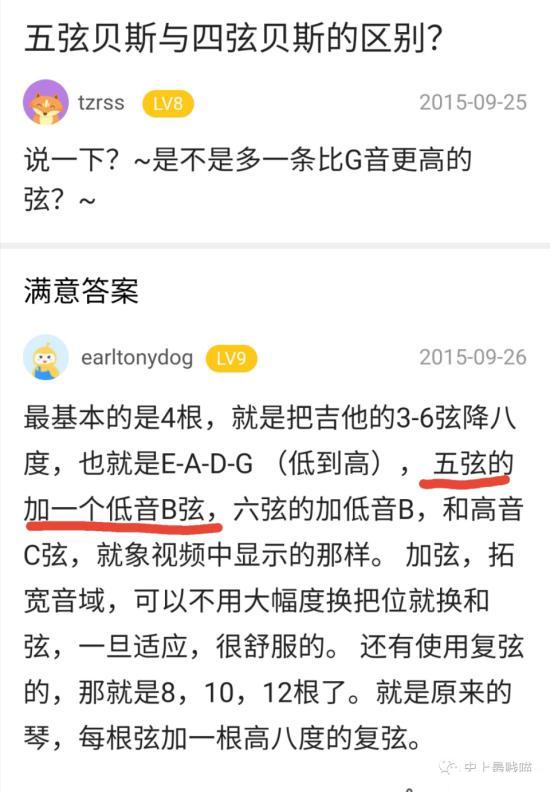 五弦贝斯与四弦贝斯的区别？
tzrss LV8 2015-09-25
说一下？~是不是多一条比G音更高的
弦？~
满意答案
earltonydog LV9 2015-09-26
最基本的是4根，就是把吉他的3-6弦降八
度，也就是E-A-D-G （低到高），五弦的
加一个低音B弦，六弦的加低音B，和高音
C弦，就象视频中显示的那样。 加弦，拓
宽音域，可以不用大幅度换把位就换和
弦，一旦适应，很舒服的。 还有使用复弦
的，那就是8，10，12根了。就是原来的
琴，每根弦加一根高八度的复弦。